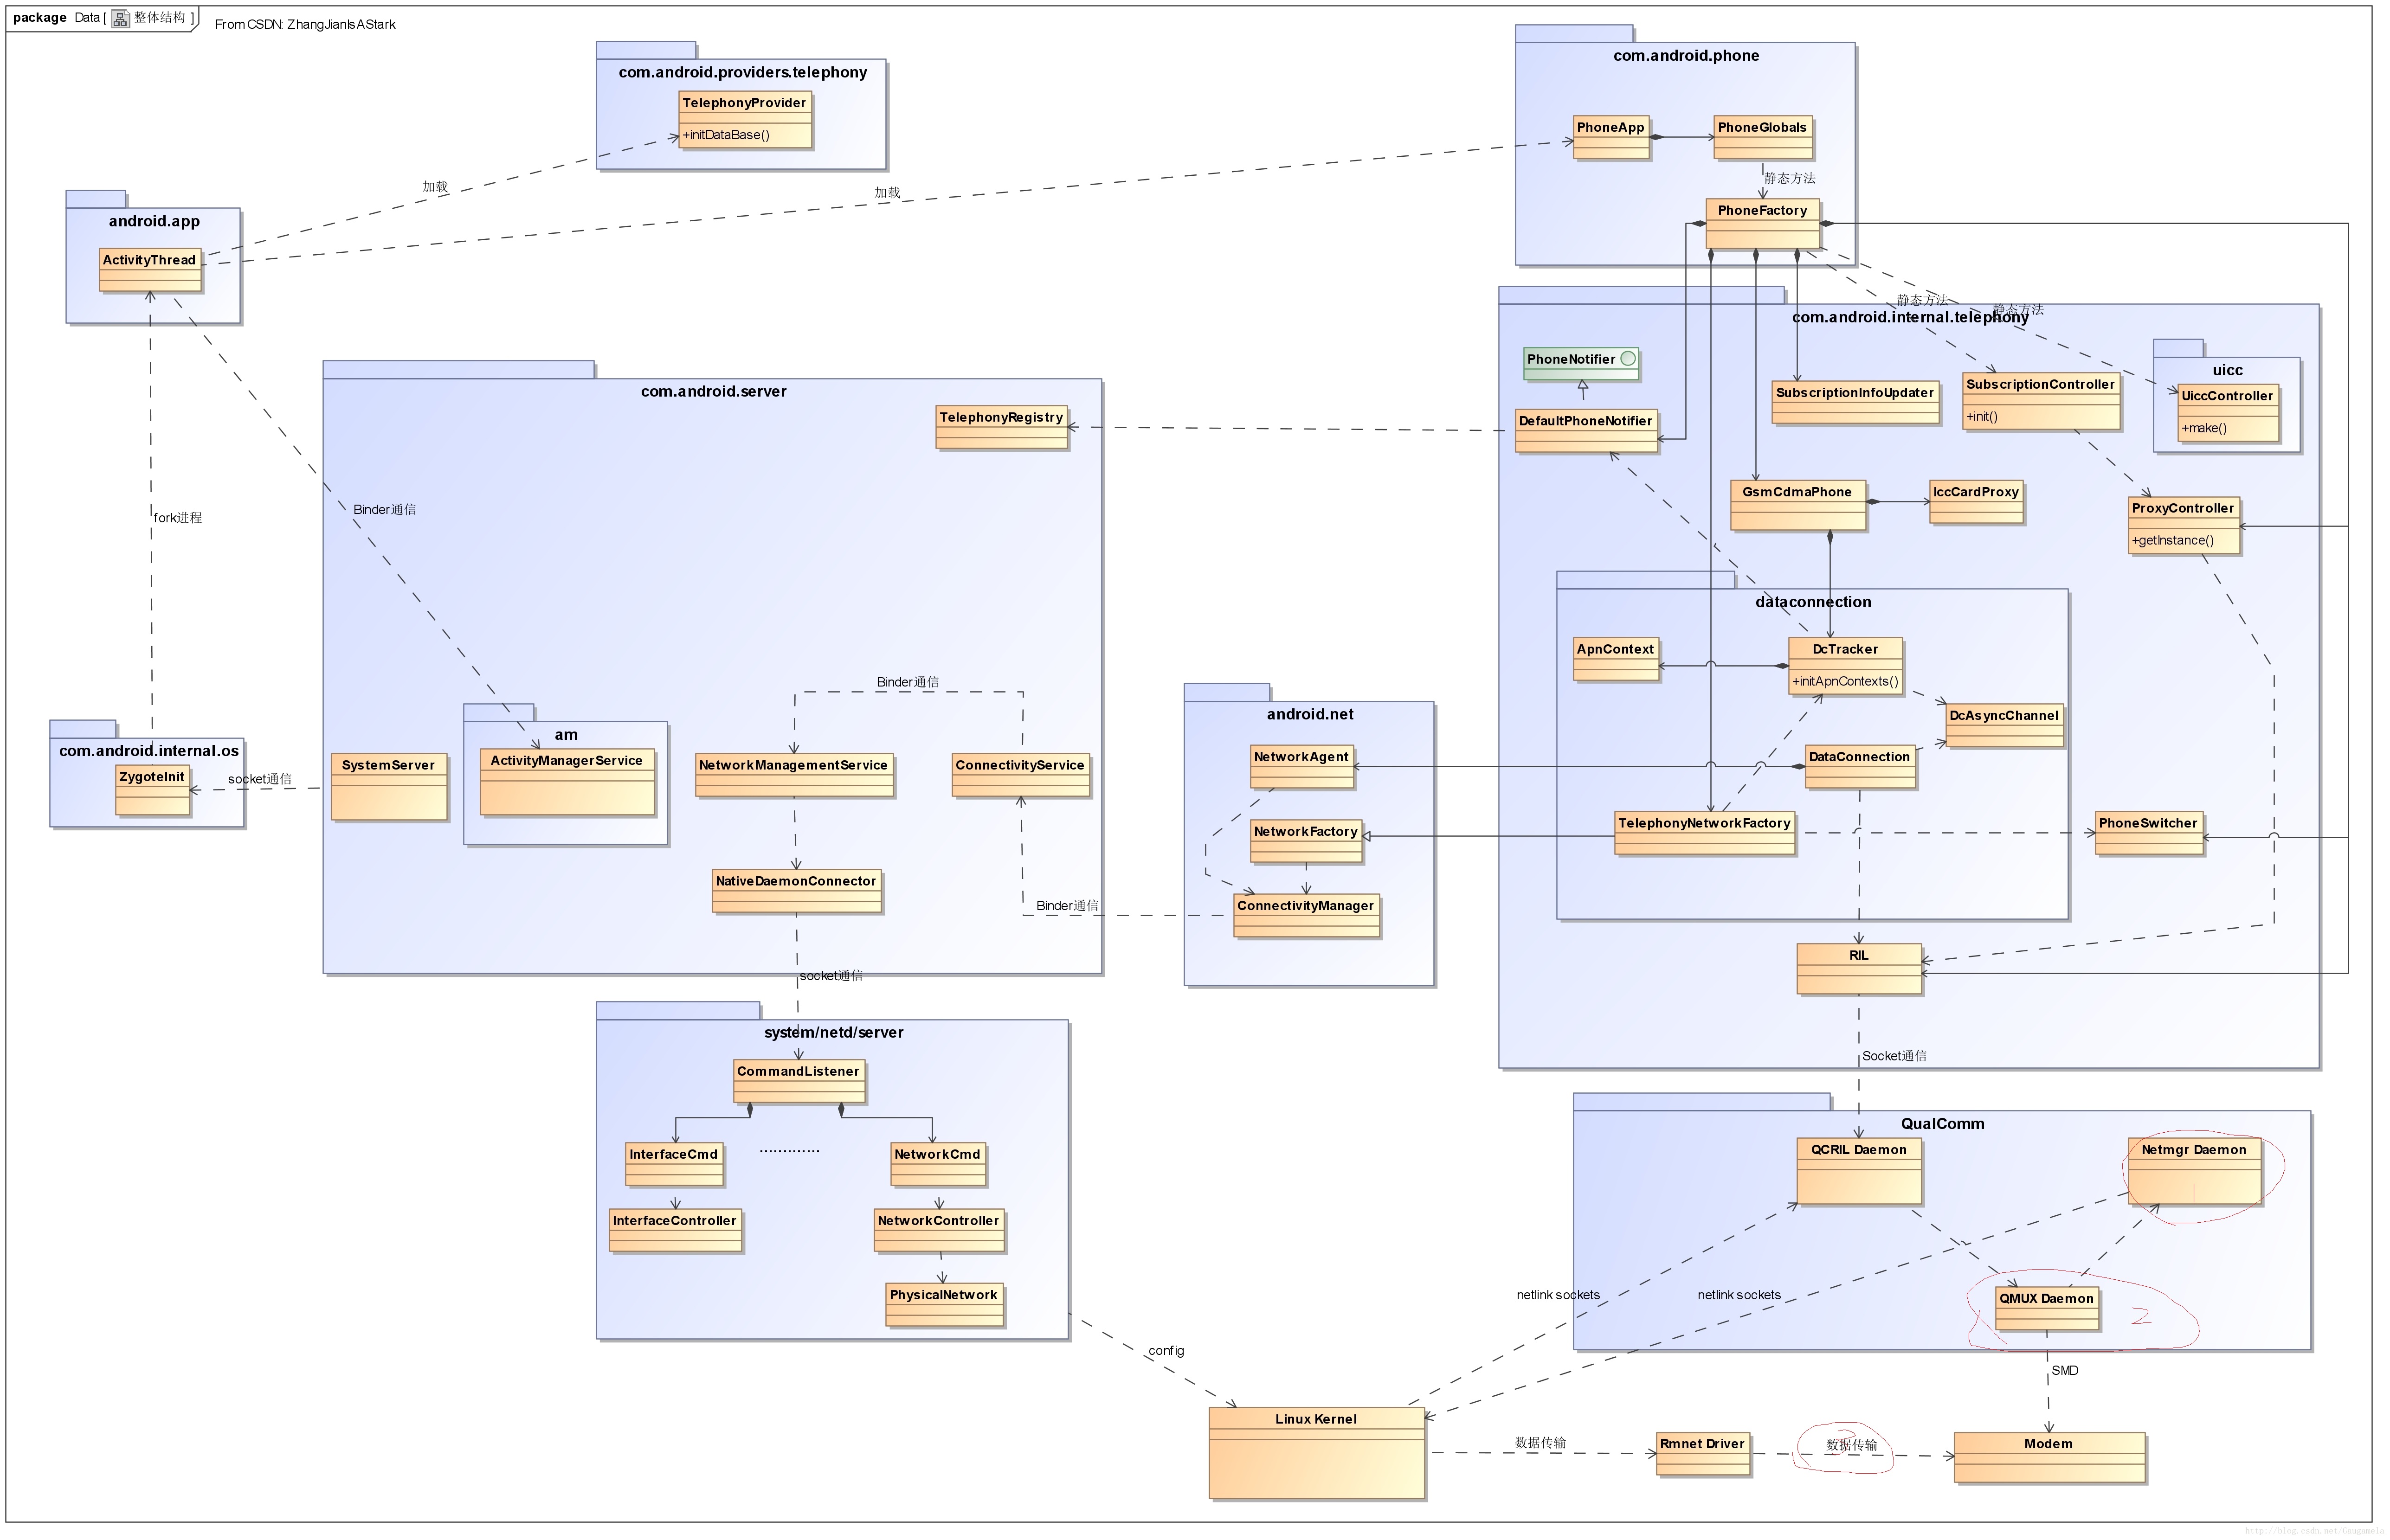 package Data [ 整体结构 ]
From CSDN: ZhangJianIsAStark
com.android.providers.telephony
TelephonyProvider
+initDataBase()
com.android.phone
PhoneApp
PhoneGlobals
静态方法
PhoneFactory
加载
加载
android.app
ActivityThread
静态方法
静态方法
com.android.internal.telephony
PhoneNotifier
DefaultPhoneNotifier
SubscriptionInfoUpdater
SubscriptionController
+init()
uicc
UiccController
+make()
GsmCdmaPhone
IccCardProxy
ProxyController
+getInstance()
com.android.server
TelephonyRegistry
Binder通信
fork进程
dataconnection
ApnContext
DcTracker
+initApnContexts()
DcAsyncChannel
DataConnection
TelephonyNetworkFactory
PhoneSwitcher
RIL
Binder通信
am
ActivityManagerService
SystemServer
NetworkManagementService
ConnectivityService
NativeDaemonConnector
com.android.internal.os
ZygoteInit
socket通信
android.net
NetworkAgent
NetworkFactory
ConnectivityManager
Binder通信
socket通信
system/netd/server
CommandListener
InterfaceCmd
.............
NetworkCmd
InterfaceController
NetworkController
PhysicalNetwork
Socket通信
QualComm
QCRIL Daemon
Netmgr Daemon
1
QMUX Daemon
2
netlink sockets
netlink sockets
config
SMD
Linux Kernel
数据传输
Rmnet Driver
3
数据传输
Modem
http://blog.csdn.net/Gaugamela